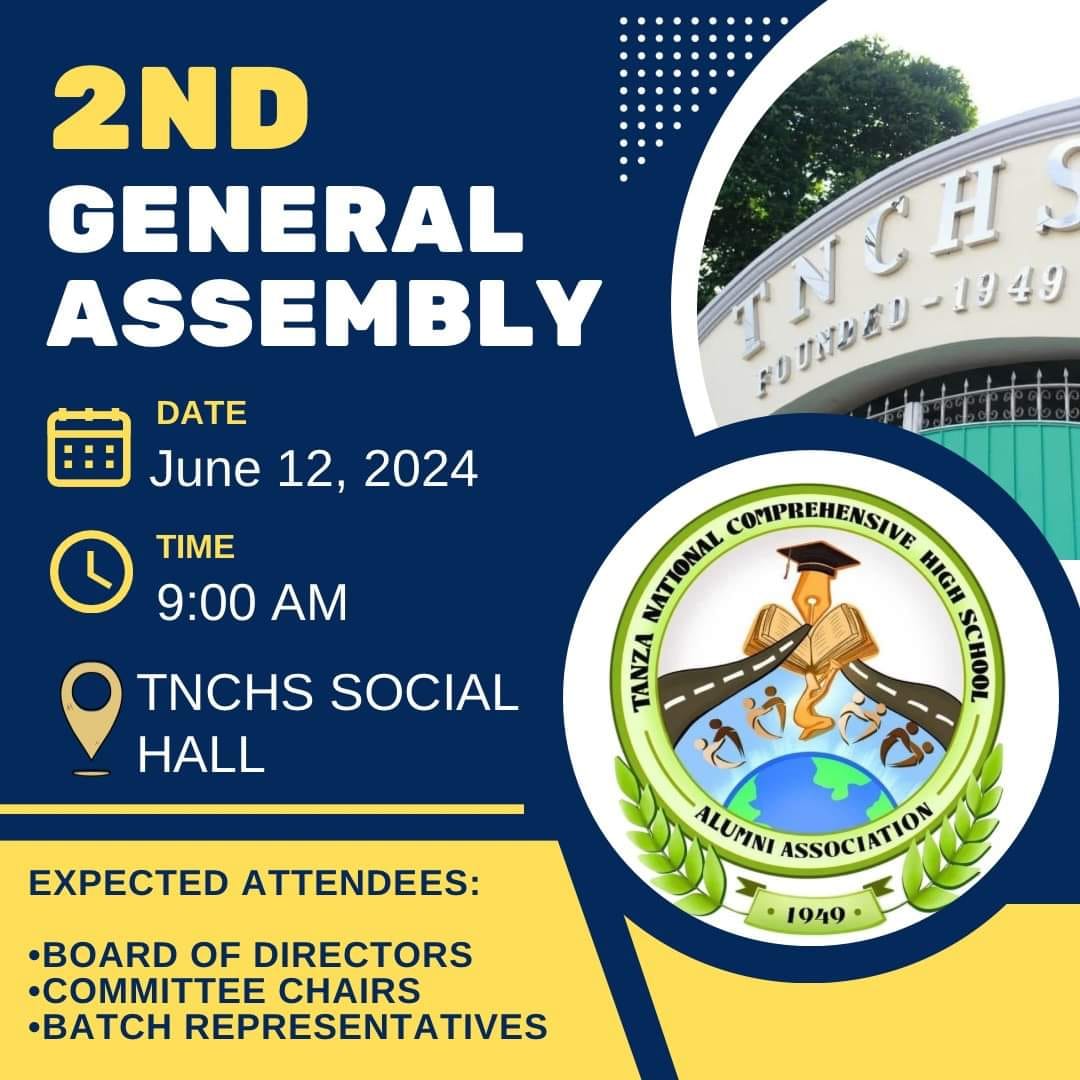 2ND
GENERAL
ASSEMBLY
DATE
June 12, 2024
TIME
9:00 AM
TNCHS SOCIAL
HALL
EXPECTED ATTENDEES:
•BOARD OF DIRECTORS
•COMMITTEE CHAIRS
•BATCH REPRESENTATIVES
TNCHS
FOUNDED - 1949
TANZA NATIONAL COMPREHENSIVE HIGH SCHOOL
ALUMNI ASSOCIATION
• 1949 •